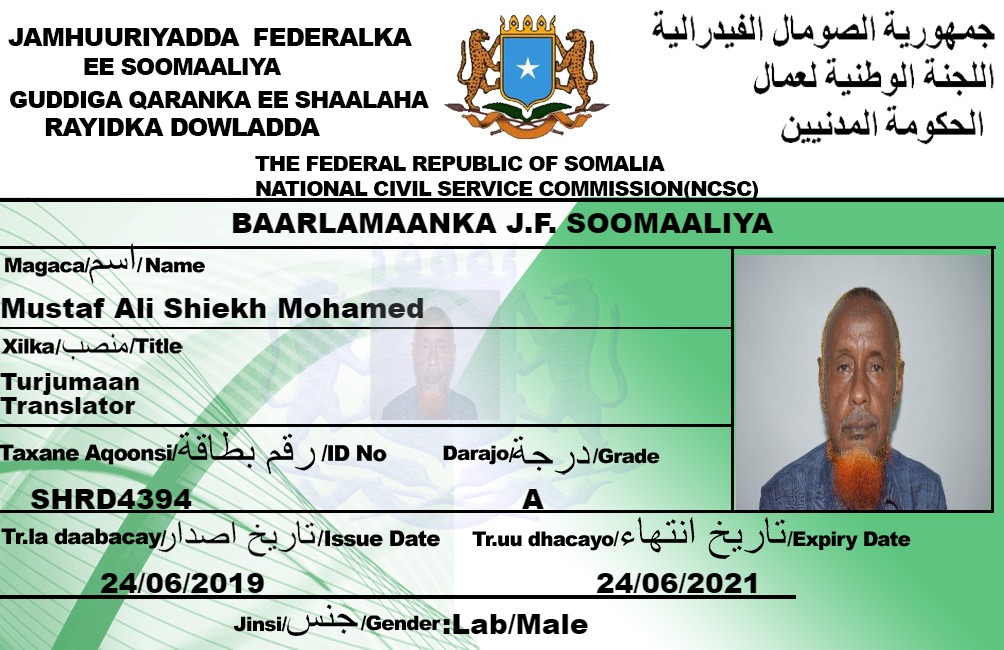 JAMHUURIYADDA FEDERALKA
EE SOOMAALIYA
GUDDIGA QARANKA EE SHAALAHA
RAYIDKA DOWLADDA
جمهورية الصومال الفيدرالية
اللجنة الوطنية لعمال
الحكومة المدنيين
THE FEDERAL REPUBLIC OF SOMALIA
NATIONAL CIVIL SERVICE COMMISSION(NCSC)
BAARLAMAANKA J.F. SOOMAALIYA
Magaca/اسم/Name
Mustaf Ali Shiekh Mohamed
Xilka/منصب/Title
Turjumaan
Translator
Taxane Aqoonsi/رقم بطاقة/ID No Darajo/درجة/Grade
SHRD4394 A
Tr.la daabacay/تاريخ اصدار/Issue Date Tr.uu dhacayo/تاريخ انتهاء/Expiry Date
24/06/2019 24/06/2021
Jinsi/جنس/Gender:Lab/Male